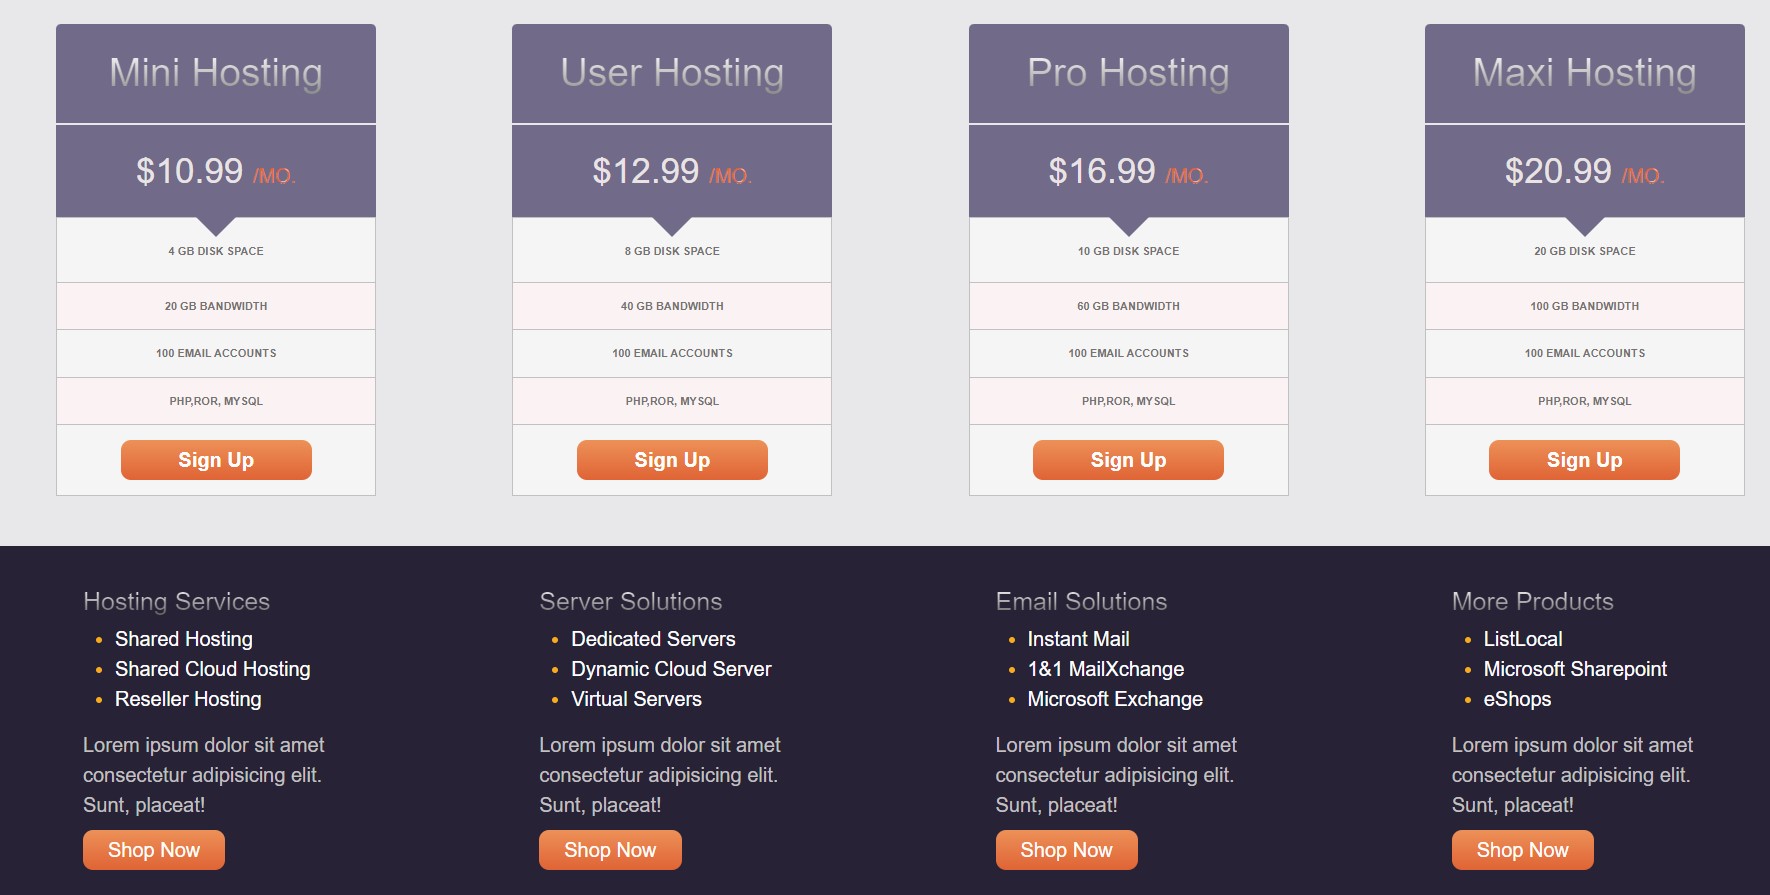 Mini Hosting
$10.99 /MO.
4 GB DISK SPACE
20 GB BANDWIDTH
100 EMAIL ACCOUNTS
PHP,ROR, MYSQL
Sign Up
User Hosting
$12.99 /MO.
8 GB DISK SPACE
40 GB BANDWIDTH
100 EMAIL ACCOUNTS
PHP,ROR, MYSQL
Sign Up
Pro Hosting
$16.99 /MO.
10 GB DISK SPACE
60 GB BANDWIDTH
100 EMAIL ACCOUNTS
PHP,ROR, MYSQL
Sign Up
Maxi Hosting
$20.99 /MO.
20 GB DISK SPACE
100 GB BANDWIDTH
100 EMAIL ACCOUNTS
PHP,ROR, MYSQL
Sign Up
Hosting Services
Shared Hosting
Shared Cloud Hosting
Reseller Hosting
Lorem ipsum dolor sit amet
consectetur adipisicing elit.
Sunt, placeat!
Shop Now
Server Solutions
Dedicated Servers
Dynamic Cloud Server
Virtual Servers
Lorem ipsum dolor sit amet
consectetur adipisicing elit.
Sunt, placeat!
Shop Now
Email Solutions
Instant Mail
1&1 MailXchange
Microsoft Exchange
Lorem ipsum dolor sit amet
consectetur adipisicing elit.
Sunt, placeat!
Shop Now
More Products
ListLocal
Microsoft Sharepoint
eShops
Lorem ipsum dolor sit amet
consectetur adipisicing elit.
Sunt, placeat!
Shop Now